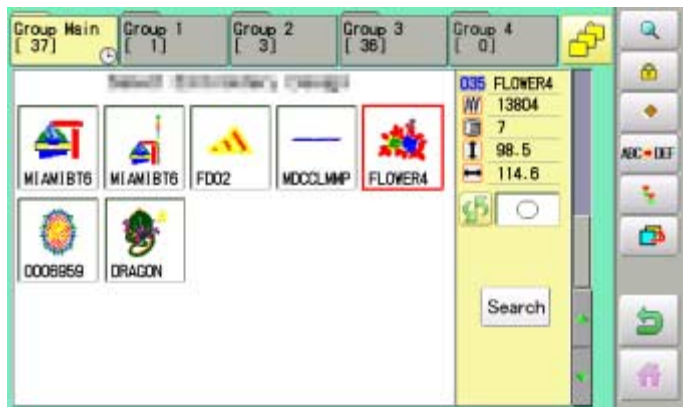 Group Main
[ 37]
Group 1
[ 1]
Group 2
[ 3]
Group 3
[ 36]
Group 4
[ 0]
035 FLOWER4
13804
7
98.5
114.6
MIAMIBT6
MIAMIBT6
FD02
MDCCLMMP
FLOWER4
0006959
DRAGON
Search
ABC
DEF